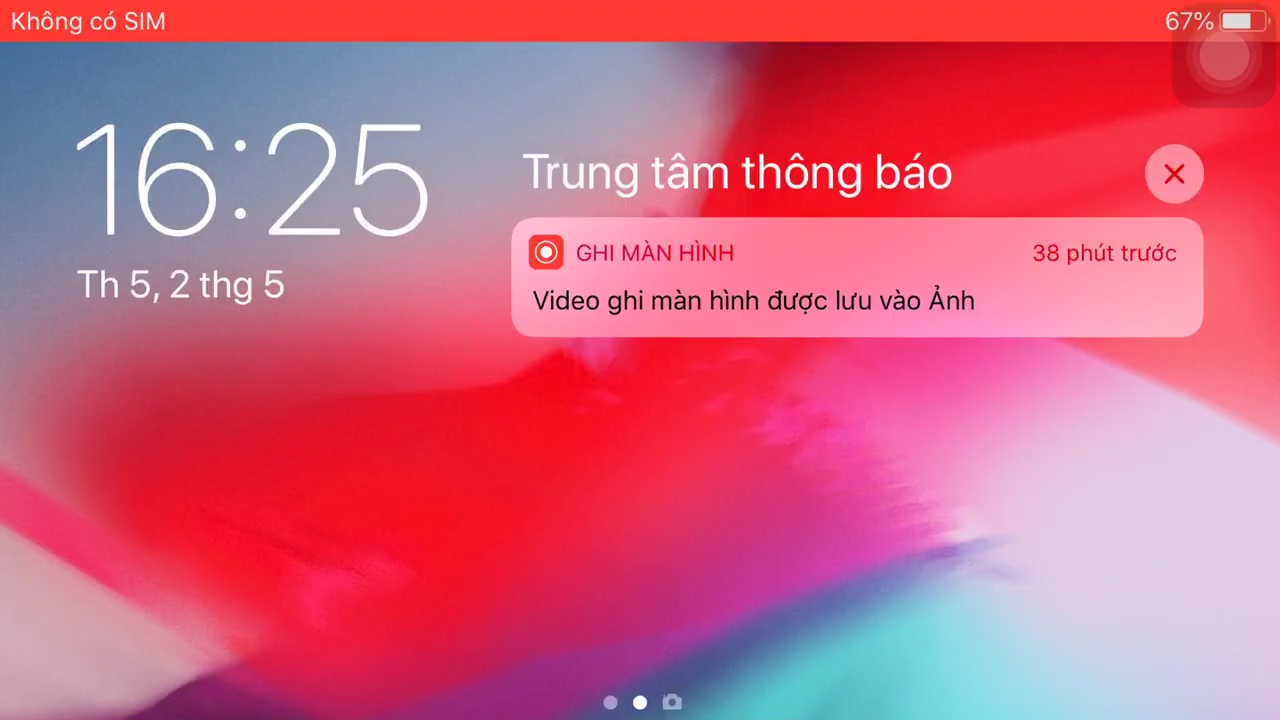 Không có SIM
67%
16:25
Th 5, 2 thg 5
Trung tâm thông báo
GHI MÀN HÌNH
38 phút trước
Video ghi màn hình được lưu vào Ảnh